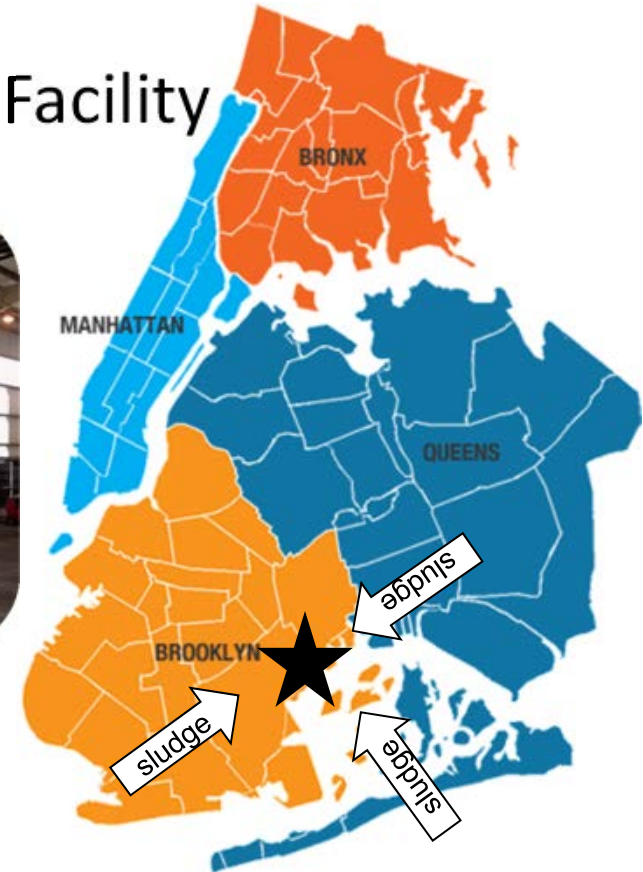 Facility
BRONX
MANHATTAN
QUEENS
sludge
BROOKLYN
sludge
sludge